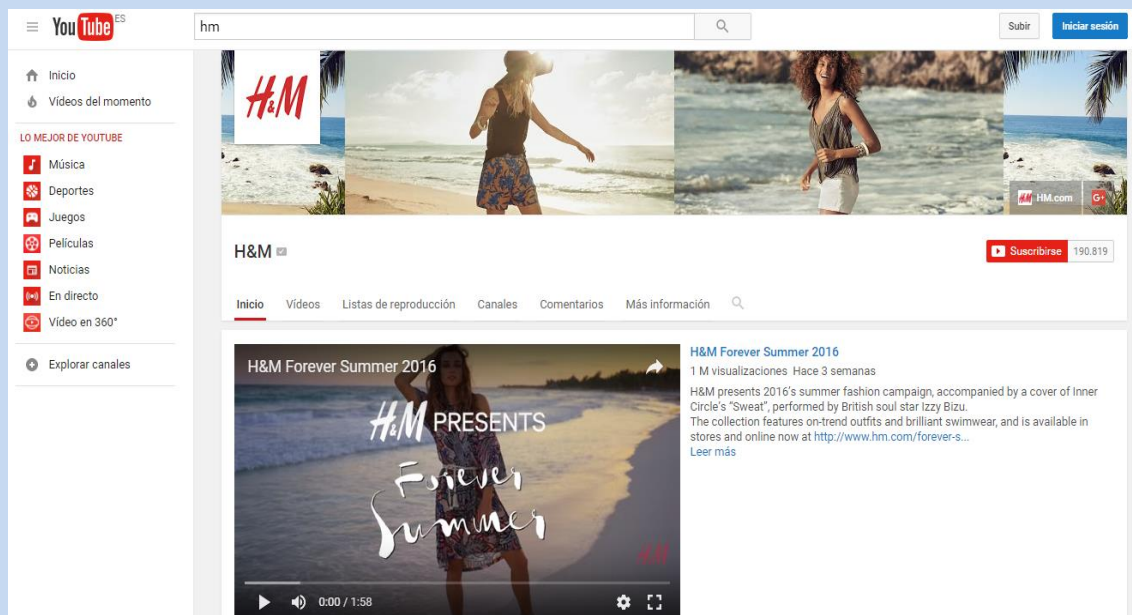 YouTube ES
hm
Subir
Iniciar sesión
Inicio
Vídeos del momento
LO MEJOR DE YOUTUBE
Música
Deportes
Juegos
Películas
Noticias
En directo
Vídeo en 360°
Explorar canales
H&M
HM.com
G+
H&M
Suscribirse 190.819
Inicio Vídeos Listas de reproducción Canales Comentarios Más información
H&M Forever Summer 2016
H&M PRESENTS
Forever
Summer
H&M
0:00 / 1:58
H&M Forever Summer 2016
1 M visualizaciones Hace 3 semanas
H&M presents 2016's summer fashion campaign, accompanied by a cover of Inner
Circle's “Sweat”, performed by British soul star Izzy Bizu.
The collection features on-trend outfits and brilliant swimwear, and is available in
stores and online now at http://www.hm.com/forever-s...
Leer más